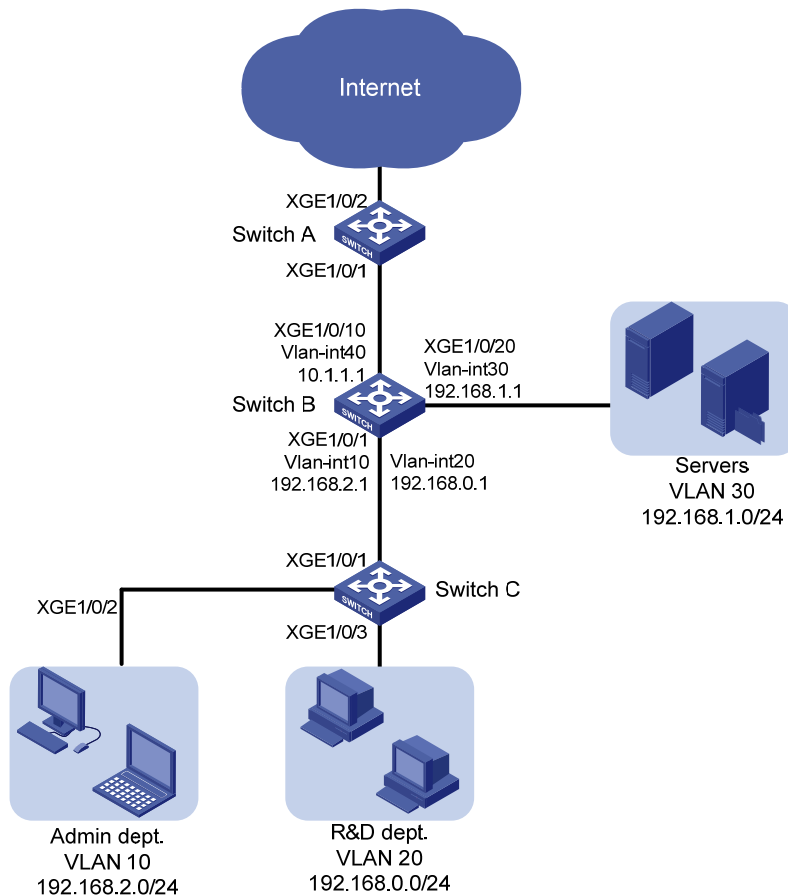 Internet
XGE1/0/2
Switch A
SWITCH
XGE1/0/1
XGE1/0/10
Vlan-int40
10.1.1.1
XGE1/0/20
Vlan-int30
192.168.1.1
Switch B
SWITCH
XGE1/0/1
Vlan-int10
192.168.2.1
Vlan-int20
192.168.0.1
Servers
VLAN 30
192.168.1.0/24
XGE1/0/1
Switch C
SWITCH
XGE1/0/2
XGE1/0/3
Admin dept.
VLAN 10
192.168.2.0/24
R&D dept.
VLAN 20
192.168.0.0/24